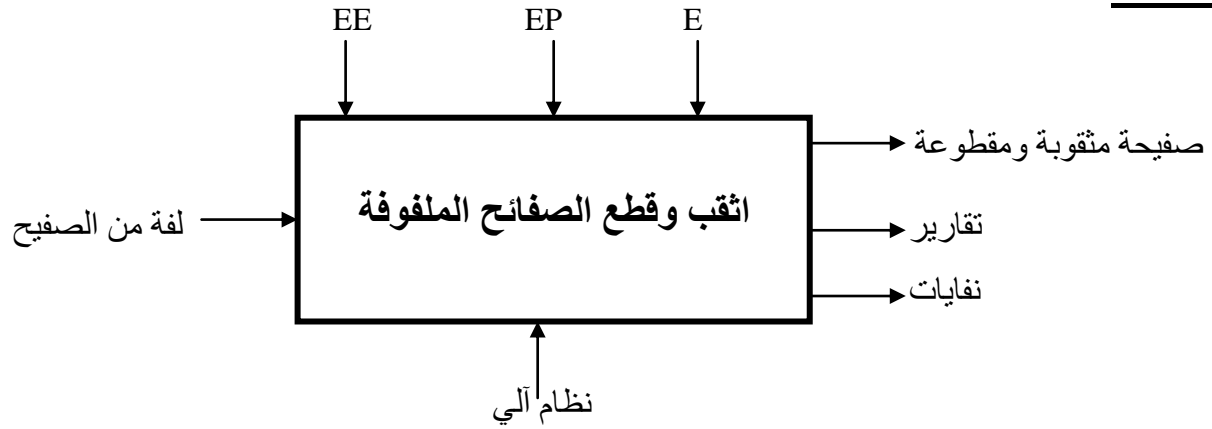 EE EP E
صفيحة مثقوبة ومقطوعة
اثقب وقطع الصفائح الملفوفة
لفة من الصفيح
تقارير
نفايات
نظام آلي